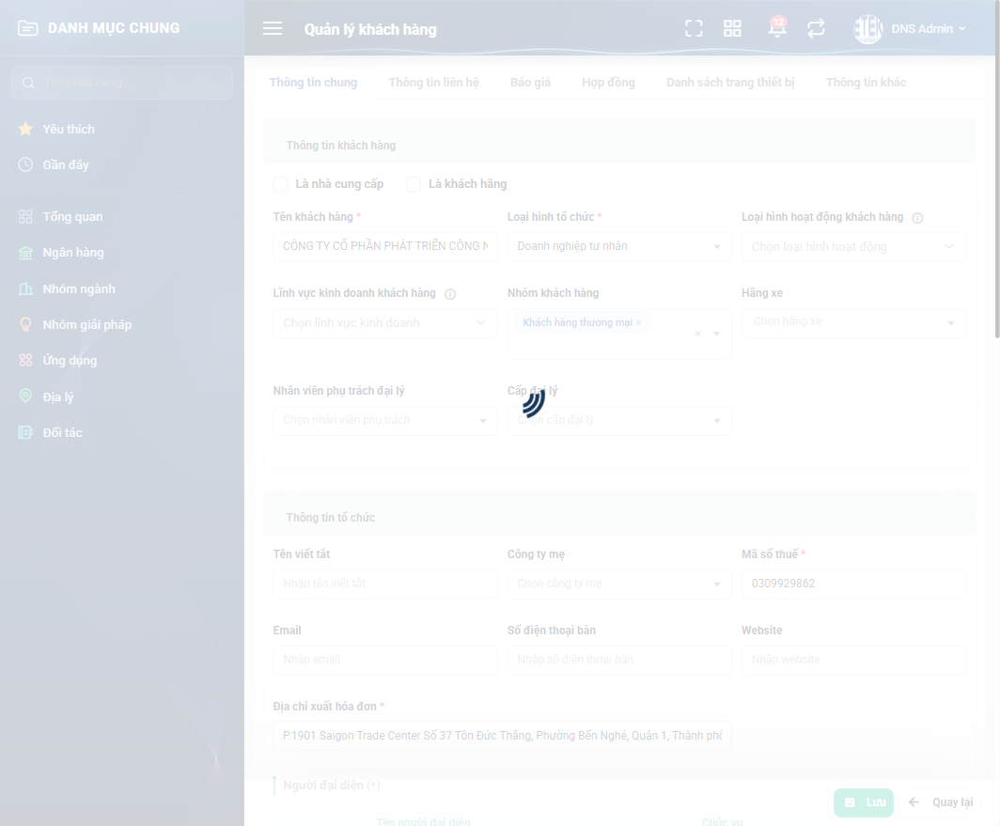 DANH MỤC CHUNG
Quản lý khách hàng
12
DNS Admin
Tìm chức năng...
Yêu thích
Gần đây
Tổng quan
Ngân hàng
Nhóm ngành
Nhóm giải pháp
Ứng dụng
Địa lý
Đối tác
Thông tin chung
Thông tin liên hệ
Báo giá
Hợp đồng
Danh sách trang thiết bị
Thông tin khác
Thông tin khách hàng
Là nhà cung cấp
Là khách hãng
Tên khách hàng *
Loại hình tổ chức *
Loại hình hoạt động khách hàng
CÔNG TY CỔ PHẦN PHÁT TRIỂN CÔNG N
Doanh nghiệp tư nhân
Chọn loại hình hoạt động
Lĩnh vực kinh doanh khách hàng
Nhóm khách hàng
Hãng xe
Chọn lĩnh vực kinh doanh
Khách hàng thương mại ×
×
Chọn hãng xe
Nhân viên phụ trách đại lý
Cấp đại lý
Chọn nhân viên phụ trách
Chọn cấp đại lý
Thông tin tổ chức
Tên viết tắt
Công ty mẹ
Mã số thuế *
Nhập tên viết tắt
Chọn công ty mẹ
0309929862
Email
Số điện thoại bàn
Website
Nhập email
Nhập số điện thoại bàn
Nhập website
Địa chỉ xuất hóa đơn *
P.1901 Saigon Trade Center Số 37 Tôn Đức Thắng, Phường Bến Nghé, Quận 1, Thành phố
Người đại diện (*)
Lưu
Quay lại
Tên người đại diện
Chức vụ